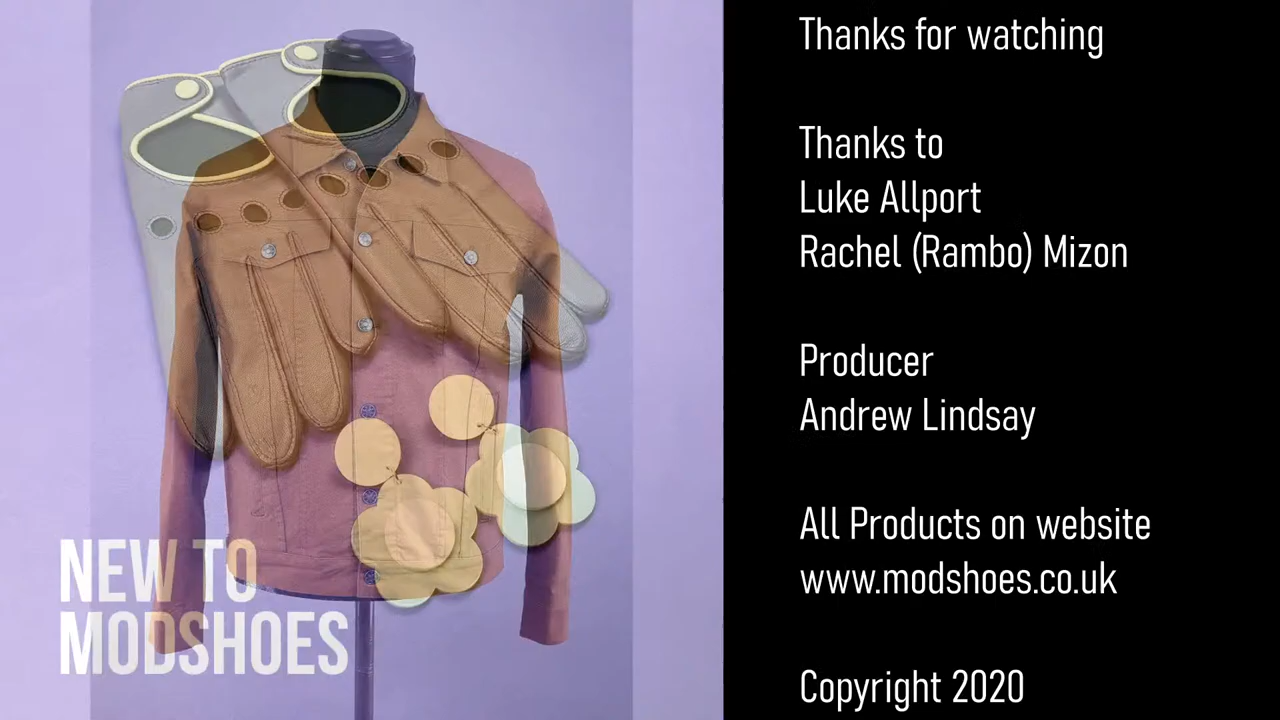 NEW TO
MODSHOES
Thanks for watching
Thanks to
Luke Allport
Rachel (Rambo) Mizon
Producer
Andrew Lindsay
All Products on website
www.modshoes.co.uk
Copyright 2020